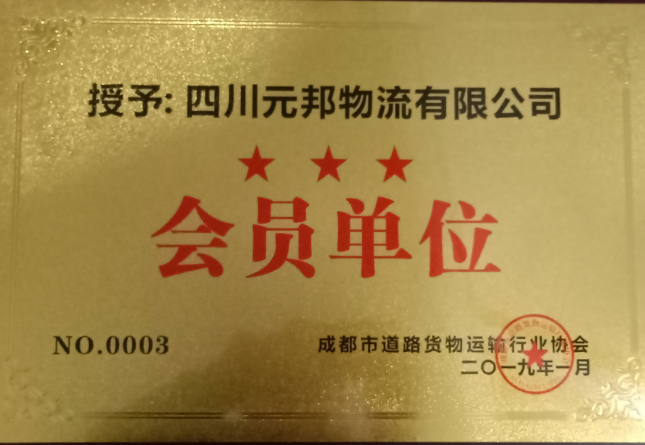 授予: 四川元邦物流有限公司
★ ★ ★
会员单位
NO.0003
成都市道路货物运输行业协会
二〇一九年一月